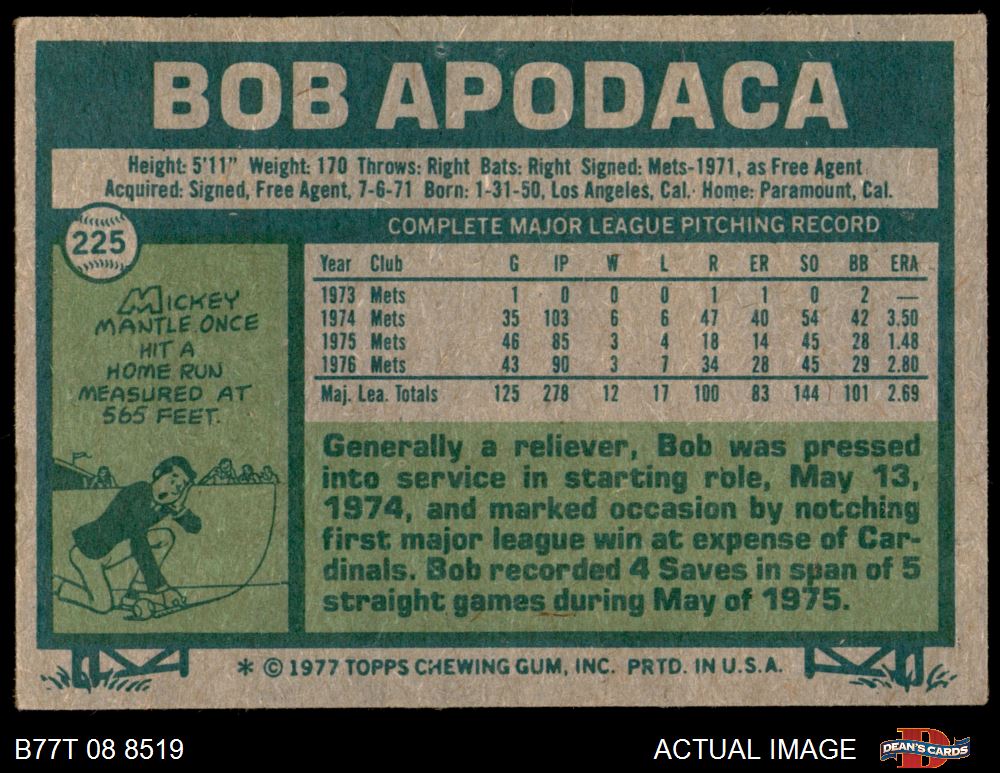 BOB APODACA
Height: 5'11" Weight: 170 Throws: Right Bats: Right Signed: Mets-1971, as Free Agent
Acquired: Signed, Free Agent, 7-6-71 Born: 1-31-50, Los Angeles, Cal. Home: Paramount, Cal.
225
MICKEY
MANTLE ONCE
HIT A
HOME RUN
MEASURED AT
565 FEET.
COMPLETE MAJOR LEAGUE PITCHING RECORD
Year Club G IP W L R ER SO BB ERA
1973 Mets 1 0 0 0 1 1 0 2 —
1974 Mets 35 103 6 6 47 40 54 42 3.50
1975 Mets 46 85 3 4 18 14 45 28 1.48
1976 Mets 43 90 3 7 34 28 45 29 2.80
Maj. Lea. Totals 125 278 12 17 100 83 144 101 2.69
Generally a reliever, Bob was pressed
into service in starting role, May 13,
1974, and marked occasion by notching
first major league win at expense of Car-
dinals. Bob recorded 4 Saves in span of 5
straight games during May of 1975.
* © 1977 TOPPS CHEWING GUM, INC. PRTD. IN U.S.A.
B77T 08 8519
ACTUAL IMAGE
DEAN'S CARDS